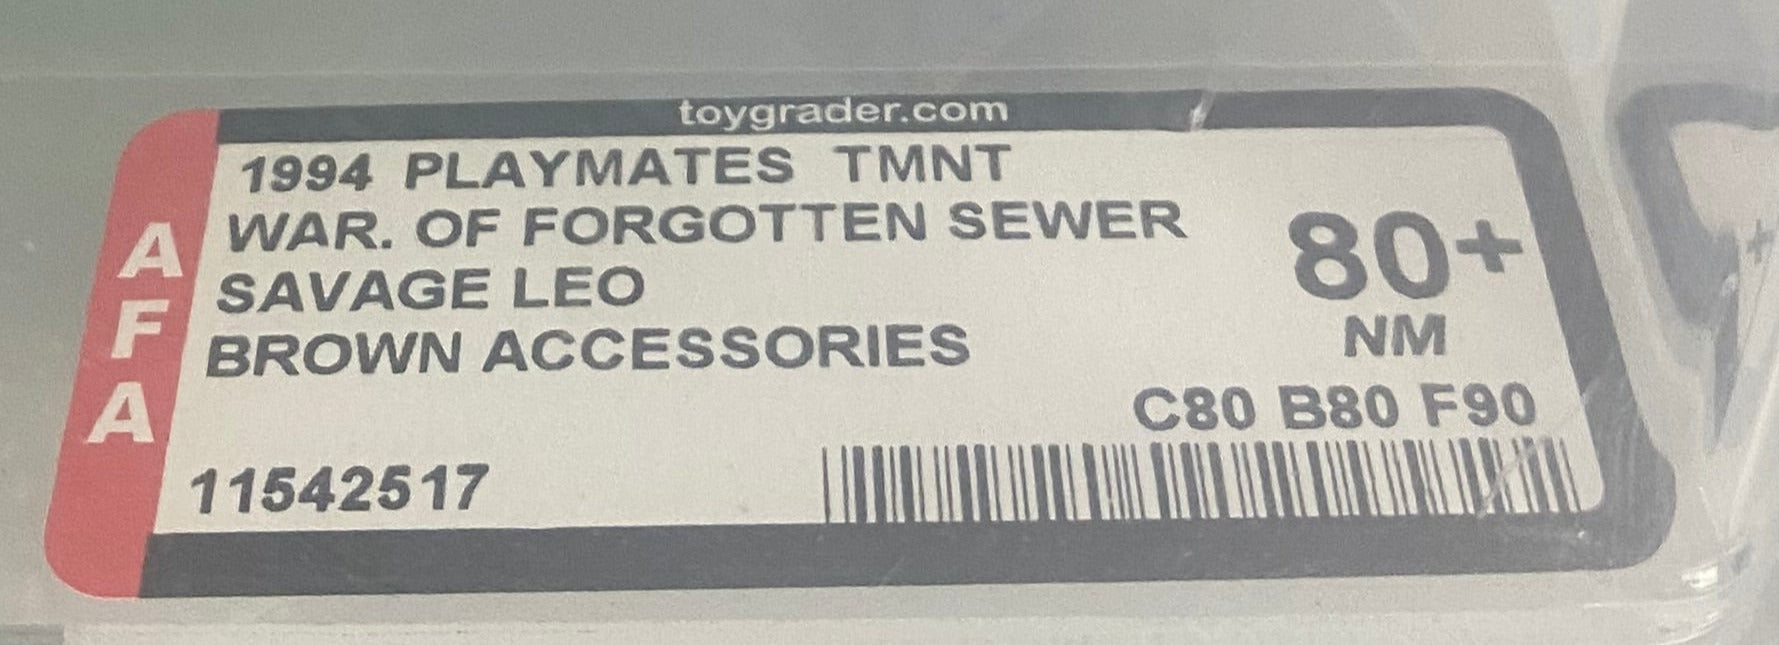 toygrader.com
AFA
1994 PLAYMATES TMNT
WAR. OF FORGOTTEN SEWER
SAVAGE LEO
BROWN ACCESSORIES
80+
NM
C80 B80 F90
11542517